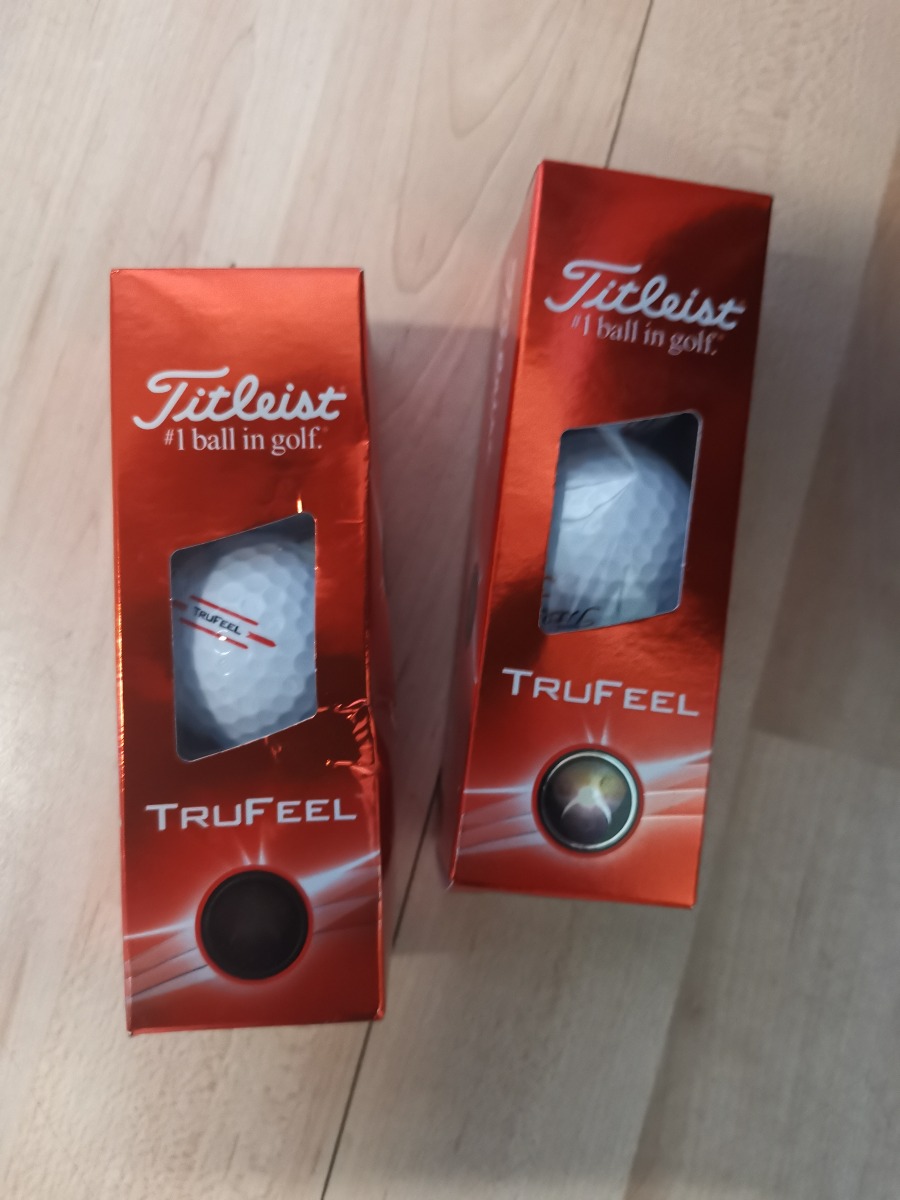 Titleist
#1 ball in golf.
TRUFEEL
TRUFEEL
Titleist
#1 ball in golf.
TRUFEEL